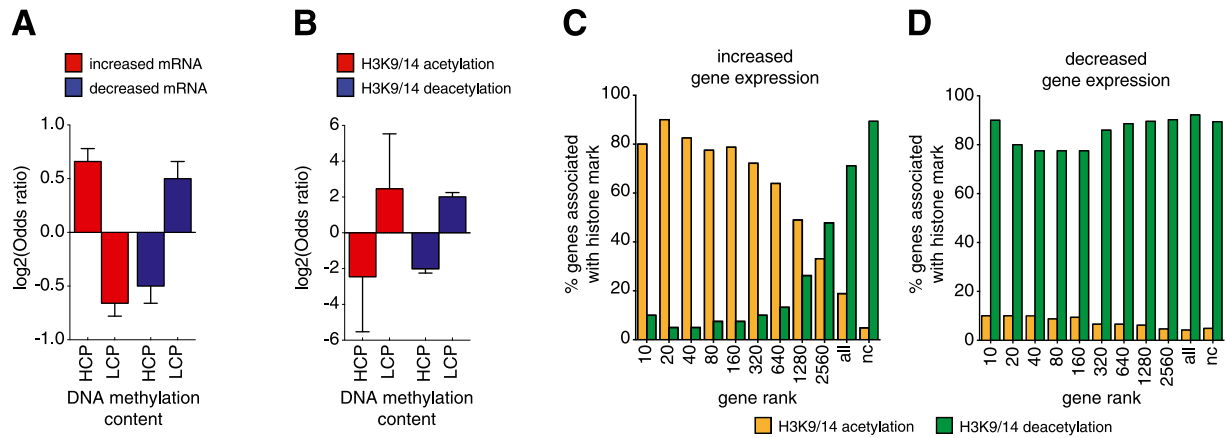 A
increased mRNA
decreased mRNA
log2(Odds ratio)
1.0
0.5
0.0
-0.5
-1.0
HCP
LCP
HCP
LCP
DNA methylation
content
B
H3K9/14 acetylation
H3K9/14 deacetylation
log2(Odds ratio)
6
4
2
0
-2
-4
-6
HCP
LCP
HCP
LCP
DNA methylation
content
C
increased
gene expression
% genes associated
with histone mark
100
80
60
40
20
0
10
20
40
80
160
320
640
1280
2560
all
nc
gene rank
D
decreased
gene expression
% genes associated
with histone mark
100
80
60
40
20
0
10
20
40
80
160
320
640
1280
2560
all
nc
gene rank
H3K9/14 acetylation
H3K9/14 deacetylation